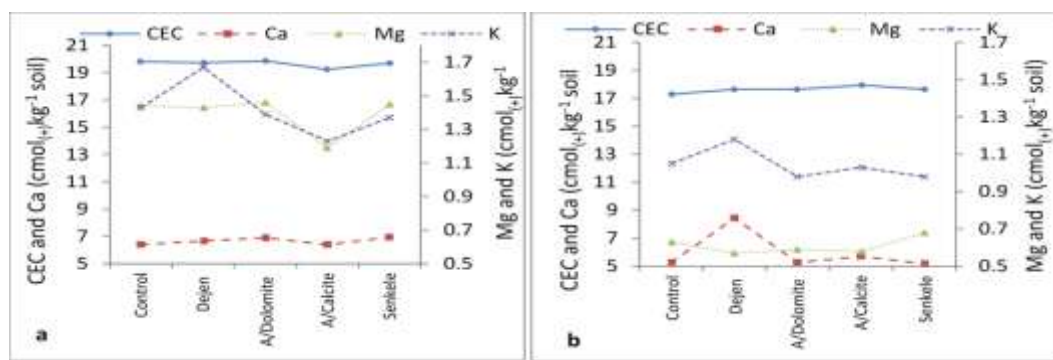 a
CEC Ca Mg K
CEC and Ca (cmol(+)kg-1 soil)
21
19
17
15
13
11
9
7
5
1.7
1.5
1.3
1.1
0.9
0.7
0.5
Mg and K (cmol(+)kg-1
Control
Dejen
A/Dolomite
A/Calcite
Senkele
b
CEC Ca Mg K
CEC and Ca (cmol(+)kg-1 soil)
21
19
17
15
13
11
9
7
5
1.7
1.5
1.3
1.1
0.9
0.7
0.5
Mg and K (cmol(+)kg-1 soil)
Control
Dejen
A/Dolomite
A/Calcite
Senkele